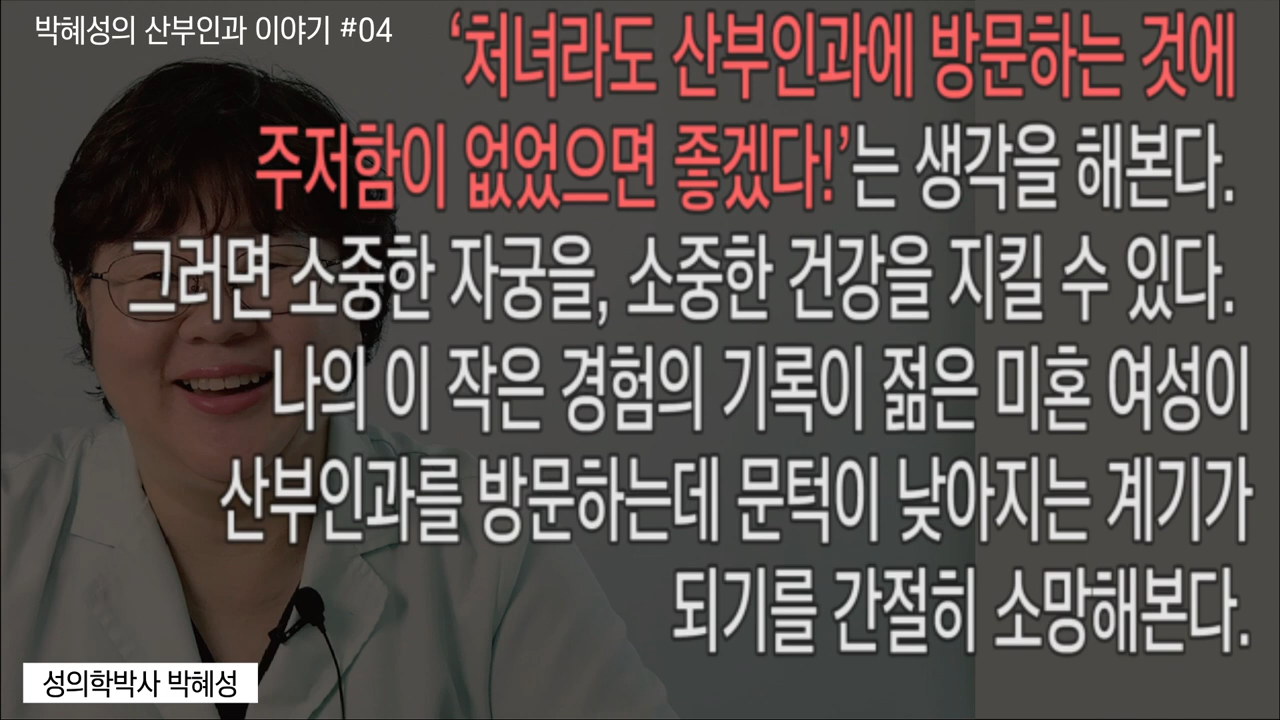 박혜성의 산부인과 이야기 #04
‘처녀라도 산부인과에 방문하는 것에
주저함이 없었으면 좋겠다!’는 생각을 해본다.
그러면 소중한 자궁을, 소중한 건강을 지킬 수 있다.
나의 이 작은 경험의 기록이 젊은 미혼 여성이
산부인과를 방문하는데 문턱이 낮아지는 계기가
되기를 간절히 소망해본다.
성의학박사 박혜성